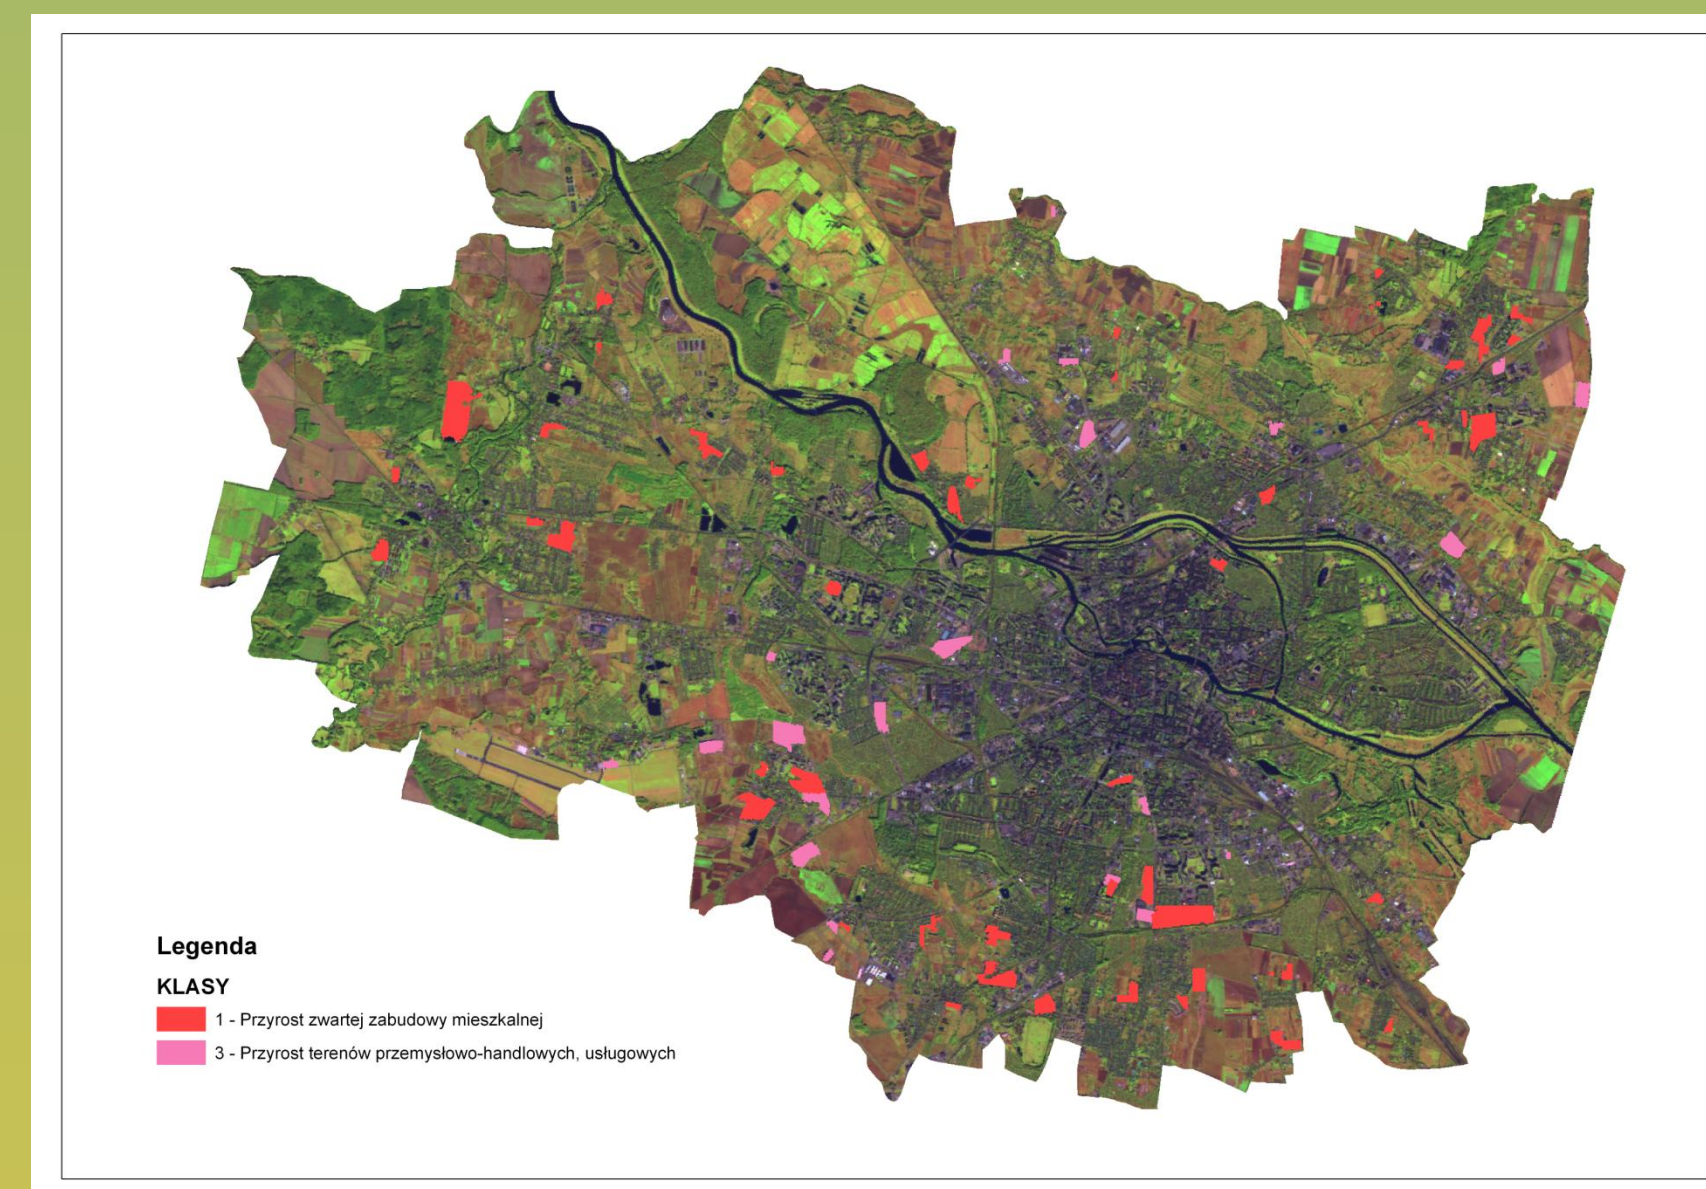 Legenda
KLASY
1 - Przyrost zwartej zabudowy mieszkalnej
3 - Przyrost terenów przemysłowo-handlowych, usługowych